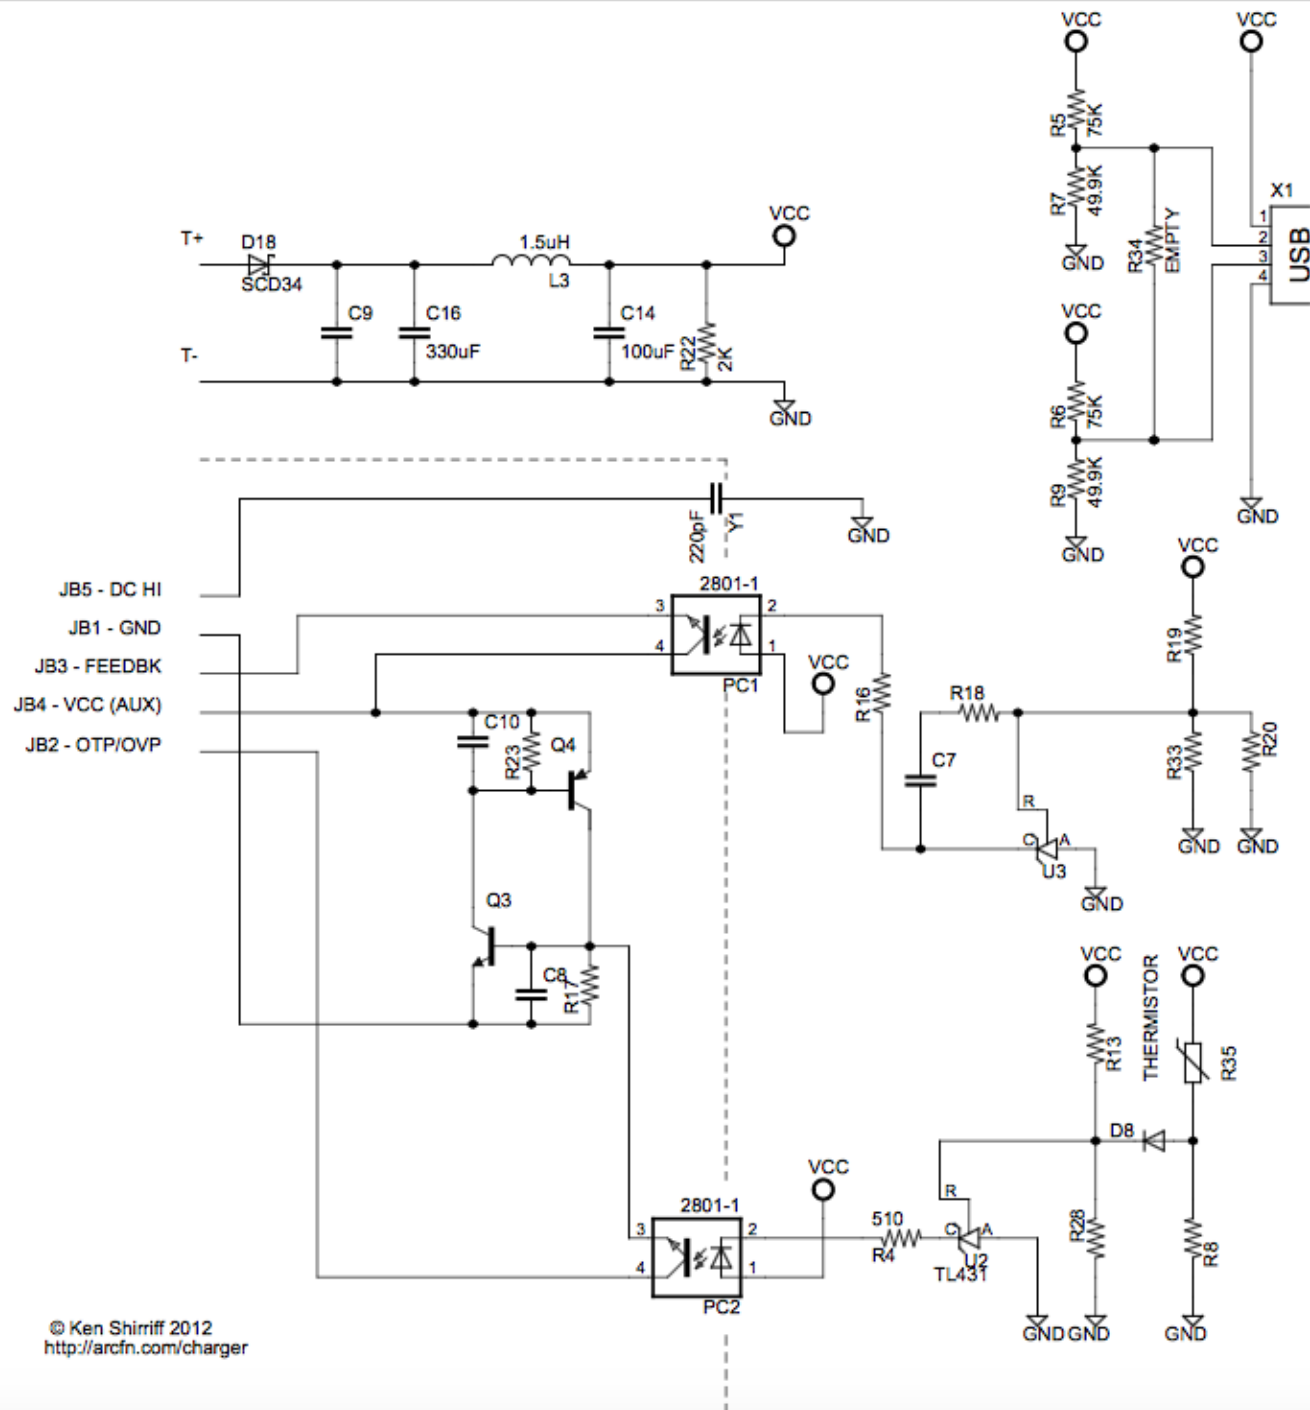 VCC
VCC
R5
75K
R7
49.9K
GND
R34
EMPTY
X1
1
2
3
4
USB
VCC
R6
75K
R9
49.9K
GND
GND
T+
D18
SCD34
1.5uH
L3
VCC
C9
C16
330uF
C14
100uF
R22
2K
T-
GND
220pF
Y1
GND
JB5 - DC HI
JB1 - GND
JB3 - FEEDBK
JB4 - VCC (AUX)
JB2 - OTP/OVP
2801-1
3
4
2
1
PC1
VCC
R16
R18
C7
VCC
R19
R33
R20
GND
GND
R
C
A
U3
GND
C10
R23
Q4
Q3
C8
R17
VCC
R13
THERMISTOR
VCC
R35
D8
R28
R8
VCC
2801-1
3
4
2
1
PC2
510
R4
R
C
A
U2
TL431
GND
GND
GND
© Ken Shirriff 2012
http://arcfn.com/charger